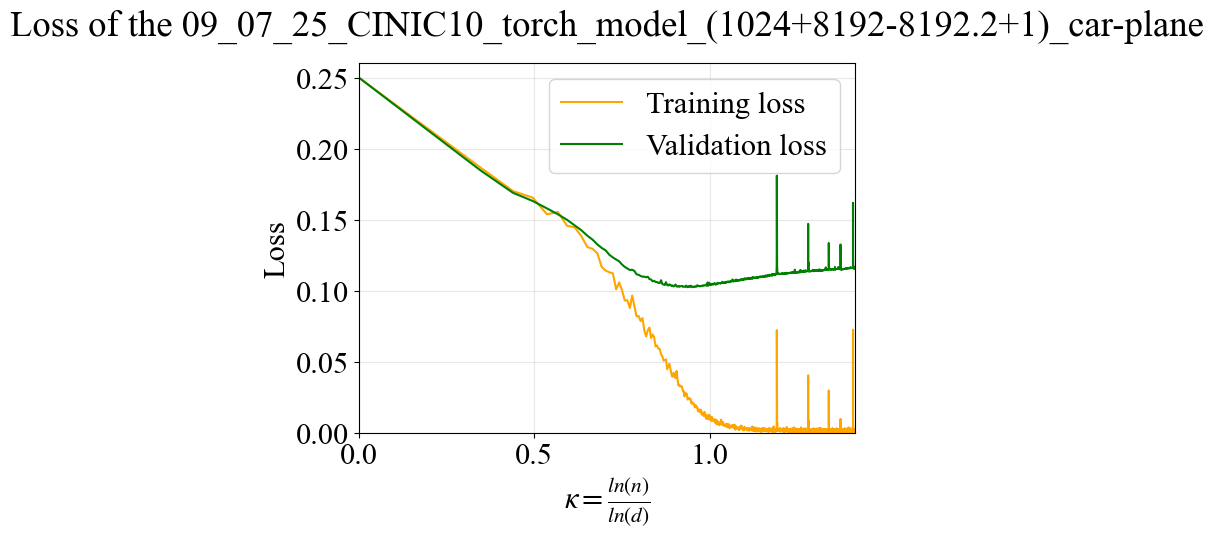 Loss of the 09_07_25_CINIC10_torch_model_(1024+8192-8192.2+1)_car-plane
0.25
0.20
0.15
0.10
0.05
0.00
Loss
Training loss
Validation loss
0.0 0.5 1.0
κ = ln(n) / ln(d)